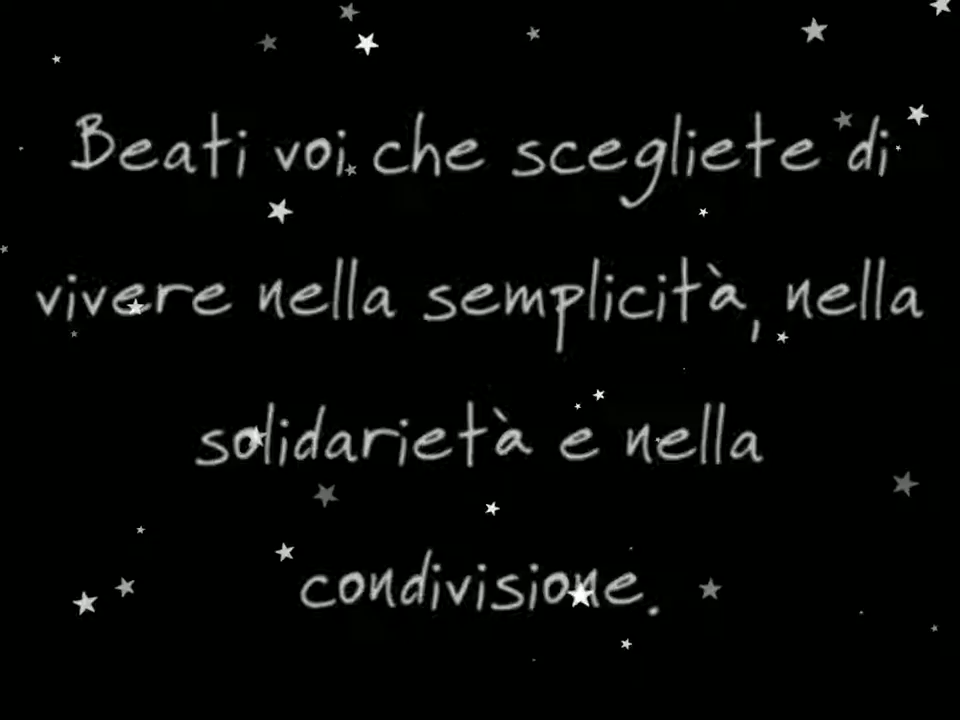 Beati voi che scegliete di
vivere nella semplicità, nella
solidarietà e nella
condivisione.